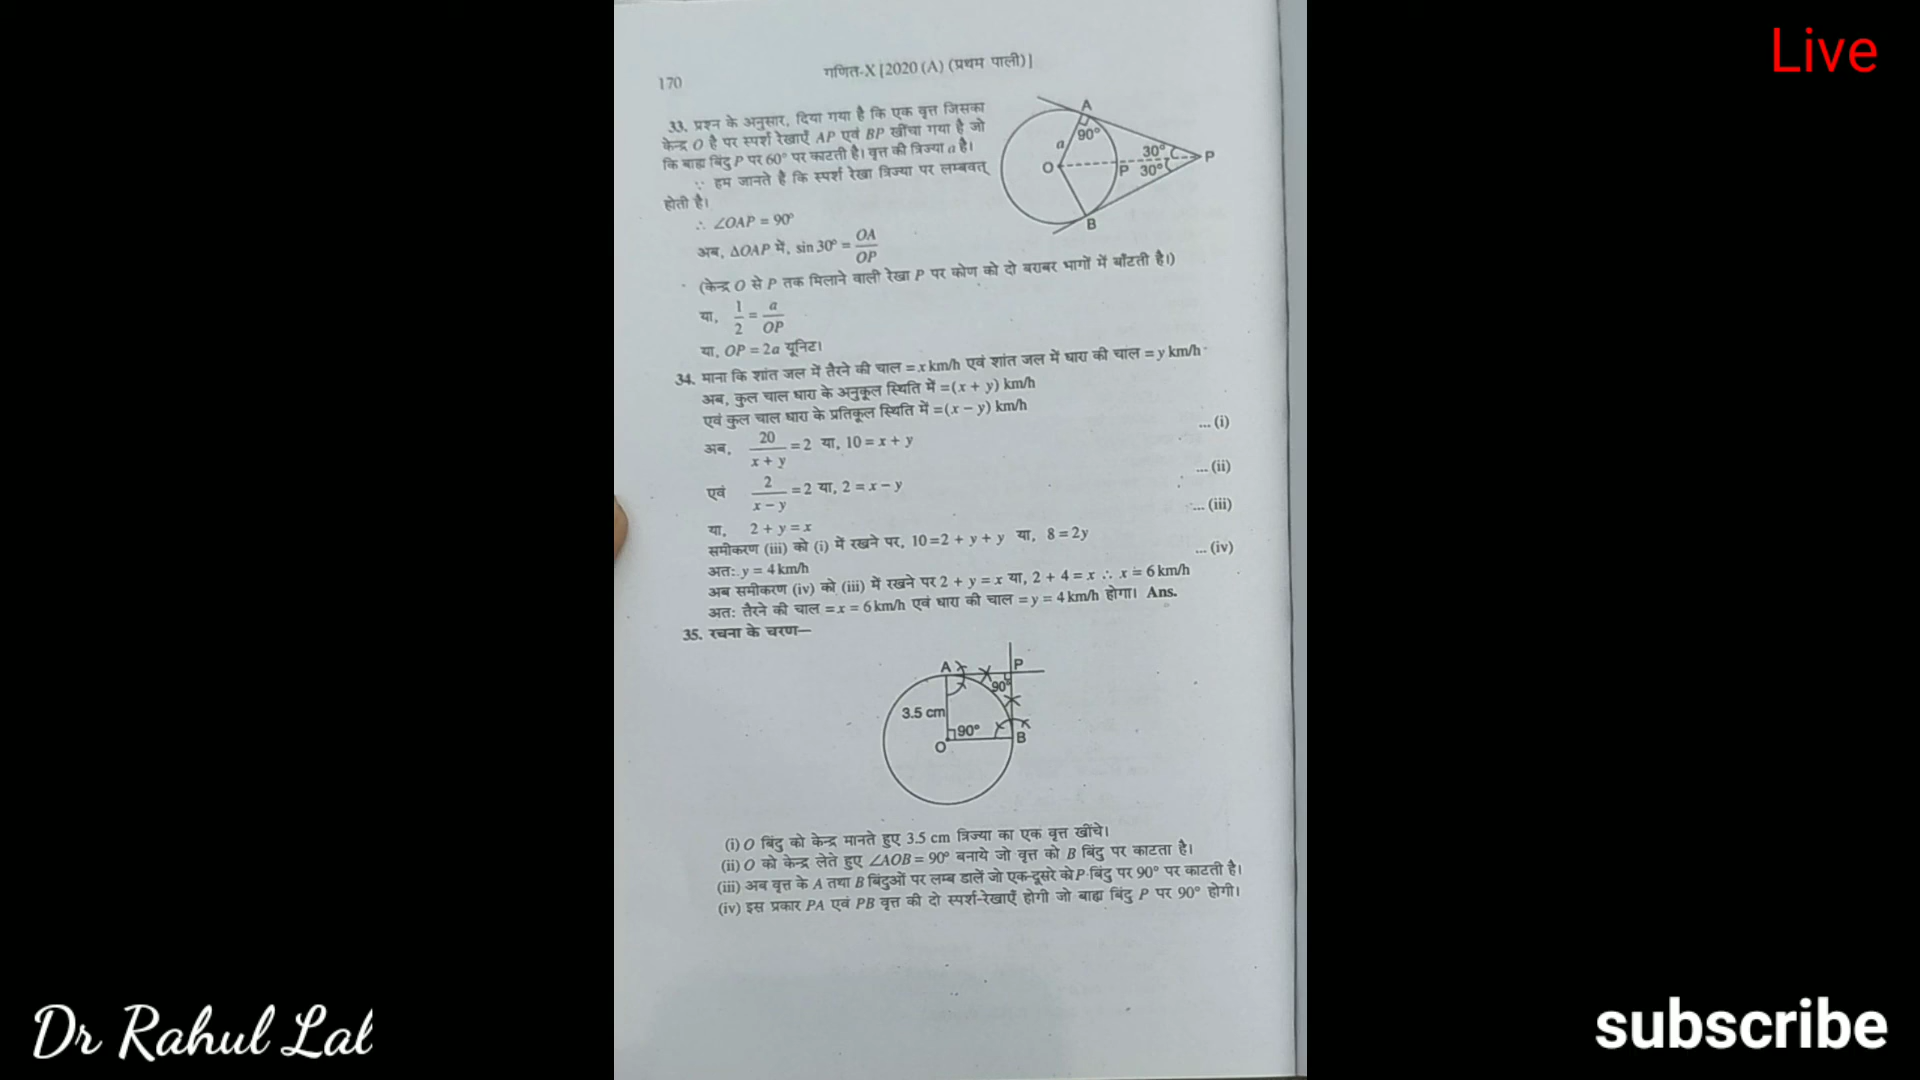 Live
170
गणित-X [2020 (A) (प्रथम पाली)]
33. प्रश्न के अनुसार, दिया गया है कि एक वृत्त जिसका
केन्द्र O है पर स्पर्श रेखाएँ AP एवं BP खींचा गया है जो
कि बाह्य बिंदु P पर 60° पर काटती है। वृत्त की त्रिज्या a है।
∵ हम जानते है कि स्पर्श रेखा त्रिज्या पर लम्बवत्
होती है।
A
90°
a
30°
O
P
30°
P
B
∴ ∠OAP = 90°
अब, ΔOAP में, sin 30° = OA/OP
(केन्द्र O से P तक मिलाने वाली रेखा P पर कोण को दो बराबर भागों में बाँटती है।)
या, 1/2 = a/OP
या, OP = 2a यूनिट।
34. माना कि शांत जल में तैरने की चाल = x km/h एवं शांत जल में धारा की चाल = y km/h
अब, कुल चाल धारा के अनुकूल स्थिति में = (x + y) km/h
एवं कुल चाल धारा के प्रतिकूल स्थिति में = (x − y) km/h
अब, 20/(x + y) = 2 या, 10 = x + y ... (i)
एवं 2/(x − y) = 2 या, 2 = x − y ... (ii)
या, 2 + y = x ... (iii)
समीकरण (iii) को (i) में रखने पर, 10 = 2 + y + y या, 8 = 2y
अतः y = 4 km/h ... (iv)
अब समीकरण (iv) को (iii) में रखने पर 2 + y = x या, 2 + 4 = x ∴ x = 6 km/h
अतः तैरने की चाल = x = 6 km/h एवं धारा की चाल = y = 4 km/h होगा। Ans.
35. रचना के चरण—
A
P
90°
3.5 cm
90°
O
B
(i) O बिंदु को केन्द्र मानते हुए 3.5 cm त्रिज्या का एक वृत्त खींचे।
(ii) O को केन्द्र लेते हुए ∠AOB = 90° बनाये जो वृत्त को B बिंदु पर काटता है।
(iii) अब वृत्त के A तथा B बिंदुओं पर लम्ब डालें जो एक-दूसरे को P बिंदु पर 90° पर काटती है।
(iv) इस प्रकार PA एवं PB वृत्त की दो स्पर्श-रेखाएँ होगी जो बाह्य बिंदु P पर 90° होगी।
Dr Rahul Lal
subscribe